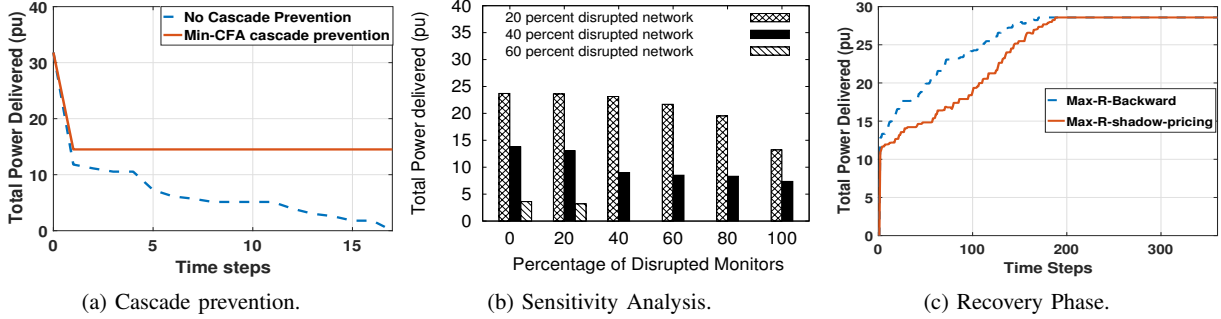 No Cascade Prevention
Min-CFA cascade prevention
Total Power Delivered (pu)
40
30
20
10
0
0 5 10 15
Time steps
(a) Cascade prevention.
20 percent disrupted network
40 percent disrupted network
60 percent disrupted network
Total Power delivered (pu)
40
35
30
25
20
15
10
5
0
0 20 40 60 80 100
Percentage of Disrupted Monitors
(b) Sensitivity Analysis.
Max-R-Backward
Max-R-shadow-pricing
Total Power Delivered (pu)
30
25
20
15
10
5
0
0 100 200 300
Time Steps
(c) Recovery Phase.